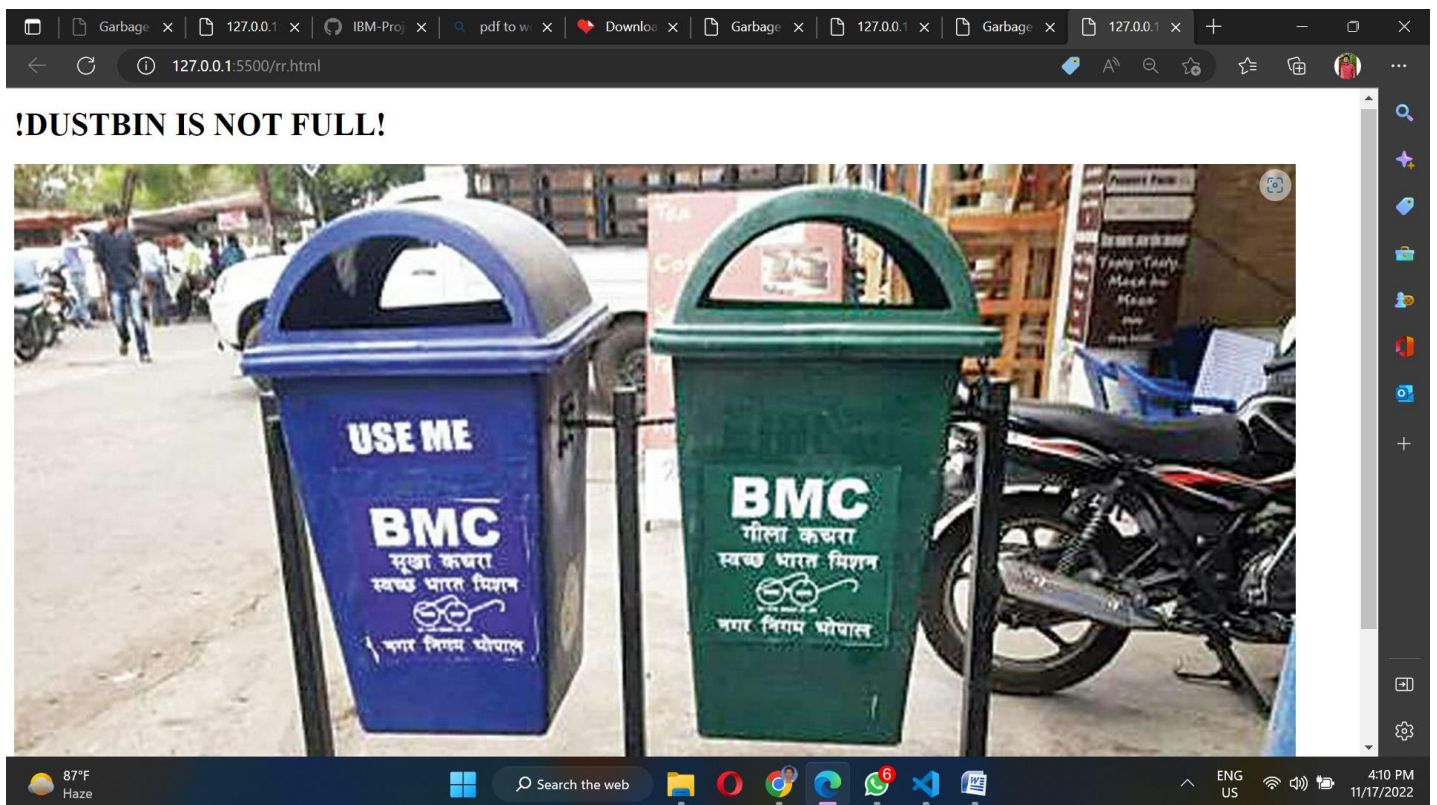 Garbage
127.0.0.1
IBM-Proj
pdf to w
Downloa
Garbage
127.0.0.1
Garbage
127.0.0.1
127.0.0.1:5500/rr.html
!DUSTBIN IS NOT FULL!
USE ME
BMC
सूखा कचरा
स्वच्छ भारत मिशन
नगर निगम भोपाल
BMC
गीला कचरा
स्वच्छ भारत मिशन
नगर निगम भोपाल
Tasty-Tasty
87°F
Haze
Search the web
6
ENG
US
4:10 PM
11/17/2022